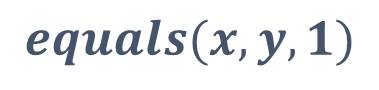 equals(x, y, 1)